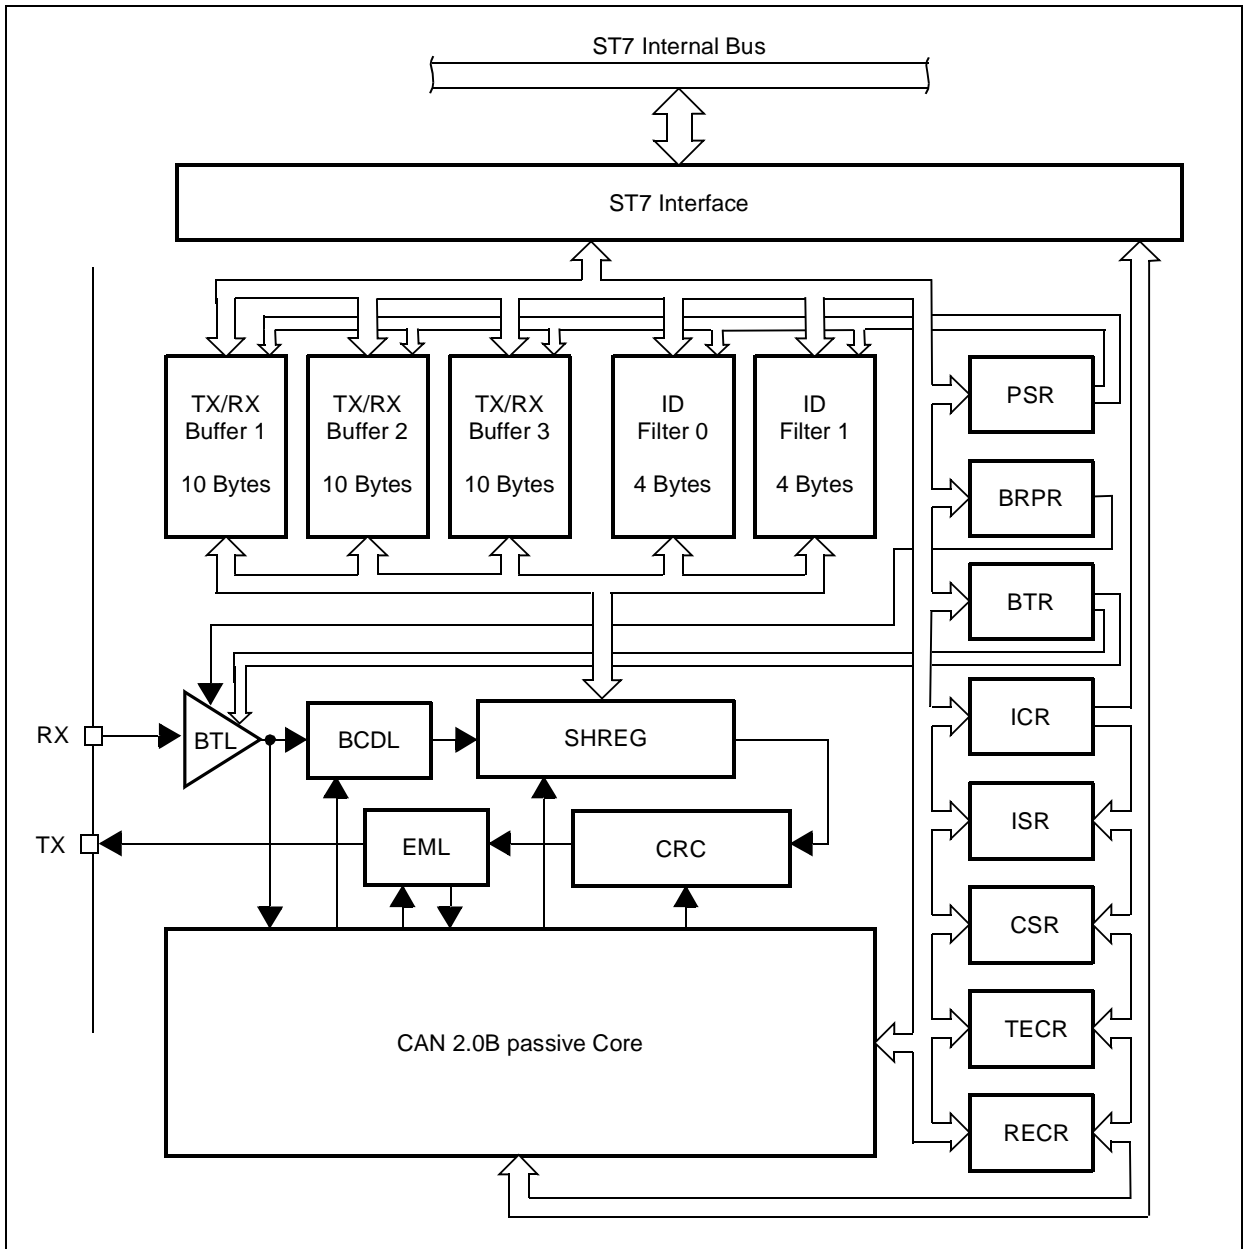 ST7 Internal Bus
ST7 Interface
TX/RX
Buffer 1
10 Bytes
TX/RX
Buffer 2
10 Bytes
TX/RX
Buffer 3
10 Bytes
ID
Filter 0
4 Bytes
ID
Filter 1
4 Bytes
PSR
BRPR
BTR
ICR
ISR
CSR
TECR
RECR
RX
BTL
BCDL
SHREG
TX
EML
CRC
CAN 2.0B passive Core